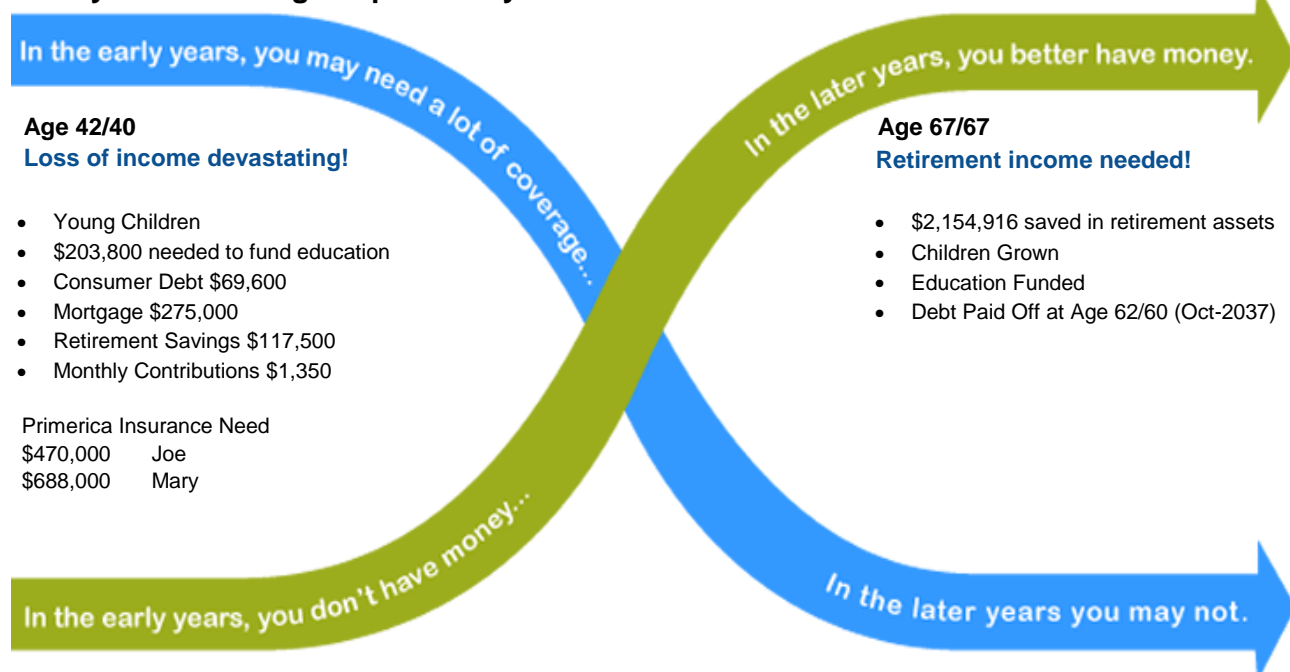 In the early years, you may need a lot of coverage...
In the later years, you better have money.
Age 42/40
Loss of income devastating!
• Young Children
• $203,800 needed to fund education
• Consumer Debt $69,600
• Mortgage $275,000
• Retirement Savings $117,500
• Monthly Contributions $1,350
Primerica Insurance Need
$470,000 Joe
$688,000 Mary
Age 67/67
Retirement income needed!
• $2,154,916 saved in retirement assets
• Children Grown
• Education Funded
• Debt Paid Off at Age 62/60 (Oct-2037)
In the early years, you don't have money...
In the later years you may not.